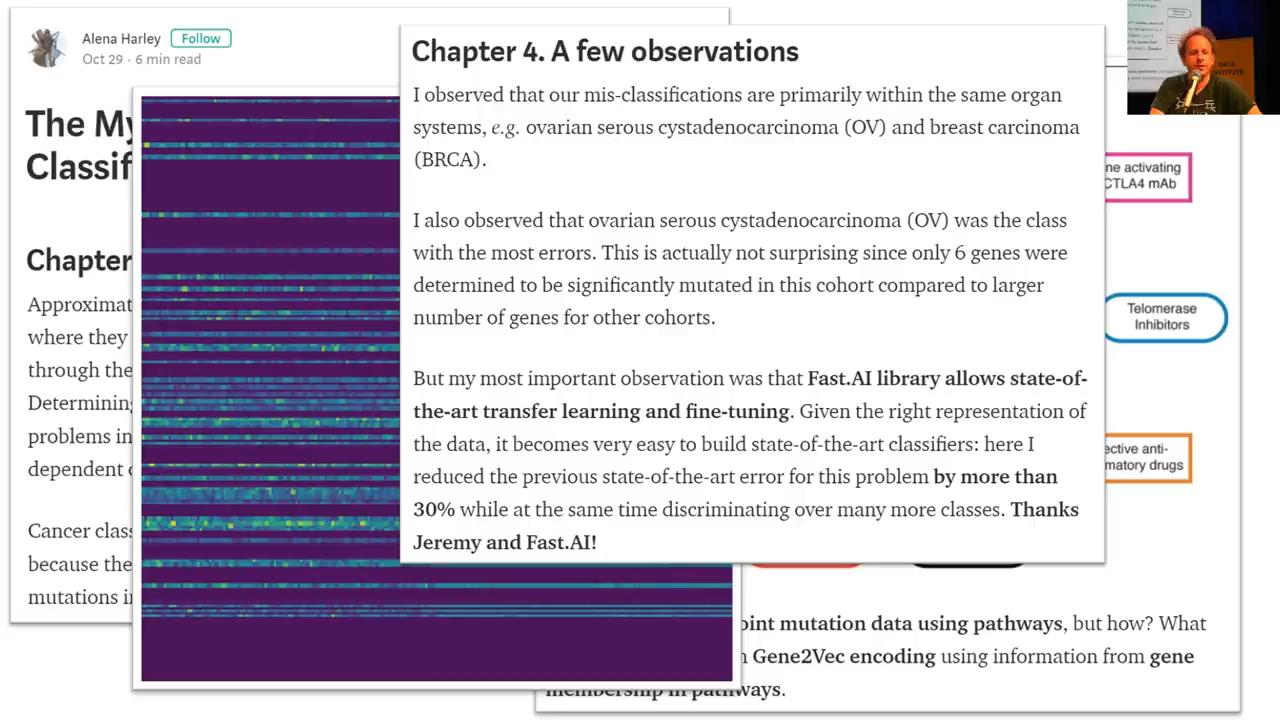 Alena Harley Follow
Oct 29 · 6 min read
The My
Classif
Chapter
Approximat
where they
through the
Determining
problems in
dependent
Cancer clas
because the
mutations i
Chapter 4. A few observations
I observed that our mis-classifications are primarily within the same organ
systems, e.g. ovarian serous cystadenocarcinoma (OV) and breast carcinoma
(BRCA).
I also observed that ovarian serous cystadenocarcinoma (OV) was the class
with the most errors. This is actually not surprising since only 6 genes were
determined to be significantly mutated in this cohort compared to larger
number of genes for other cohorts.
But my most important observation was that Fast.AI library allows state-of-
the-art transfer learning and fine-tuning. Given the right representation of
the data, it becomes very easy to build state-of-the-art classifiers: here I
reduced the previous state-of-the-art error for this problem by more than
30% while at the same time discriminating over many more classes. Thanks
Jeremy and Fast.AI!
ne activating
CTLA4 mAb
Telomerase
Inhibitors
ective anti-
matory drugs
oint mutation data using pathways, but how? What
Gene2Vec encoding using information from gene
membership in pathways.
DATA
INSTITUTE